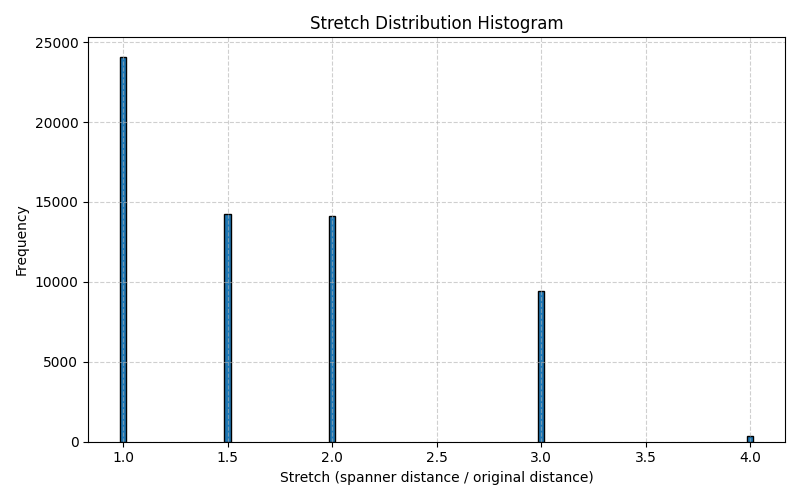 Stretch Distribution Histogram
Frequency
25000
20000
15000
10000
5000
0
1.0 1.5 2.0 2.5 3.0 3.5 4.0
Stretch (spanner distance / original distance)